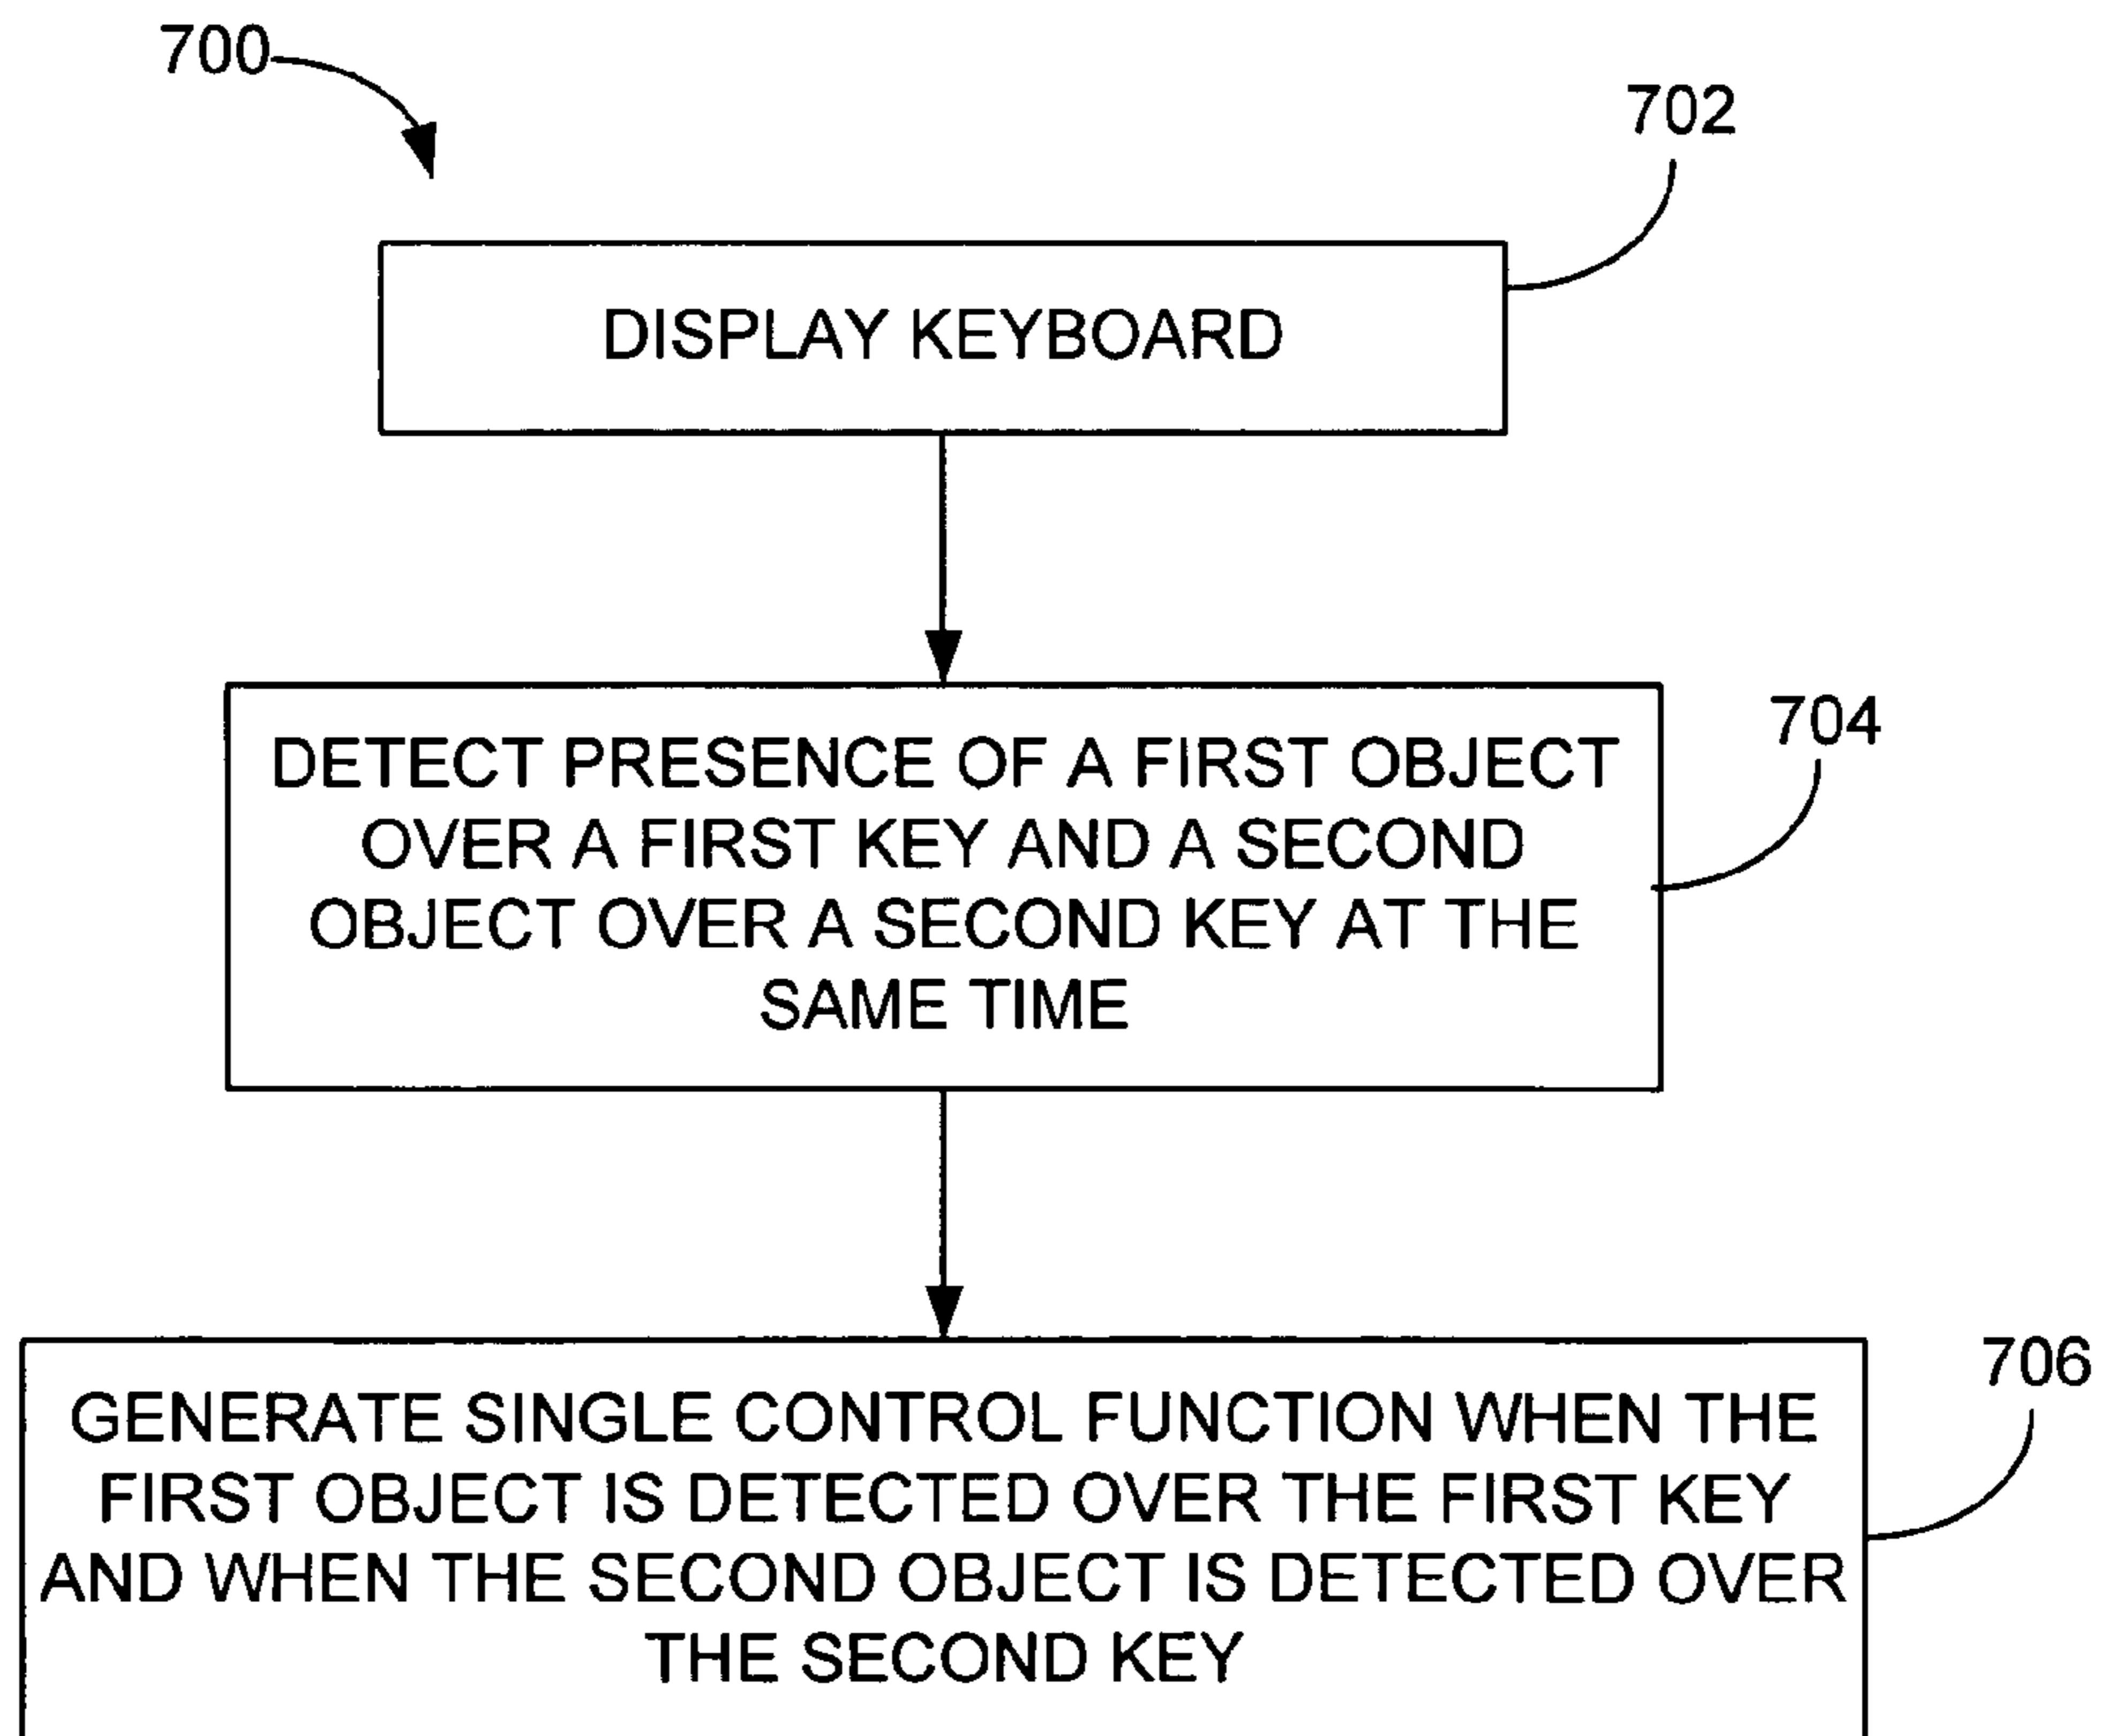 700
702
DISPLAY KEYBOARD
704
DETECT PRESENCE OF A FIRST OBJECT
OVER A FIRST KEY AND A SECOND
OBJECT OVER A SECOND KEY AT THE
SAME TIME
706
GENERATE SINGLE CONTROL FUNCTION WHEN THE
FIRST OBJECT IS DETECTED OVER THE FIRST KEY
AND WHEN THE SECOND OBJECT IS DETECTED OVER
THE SECOND KEY